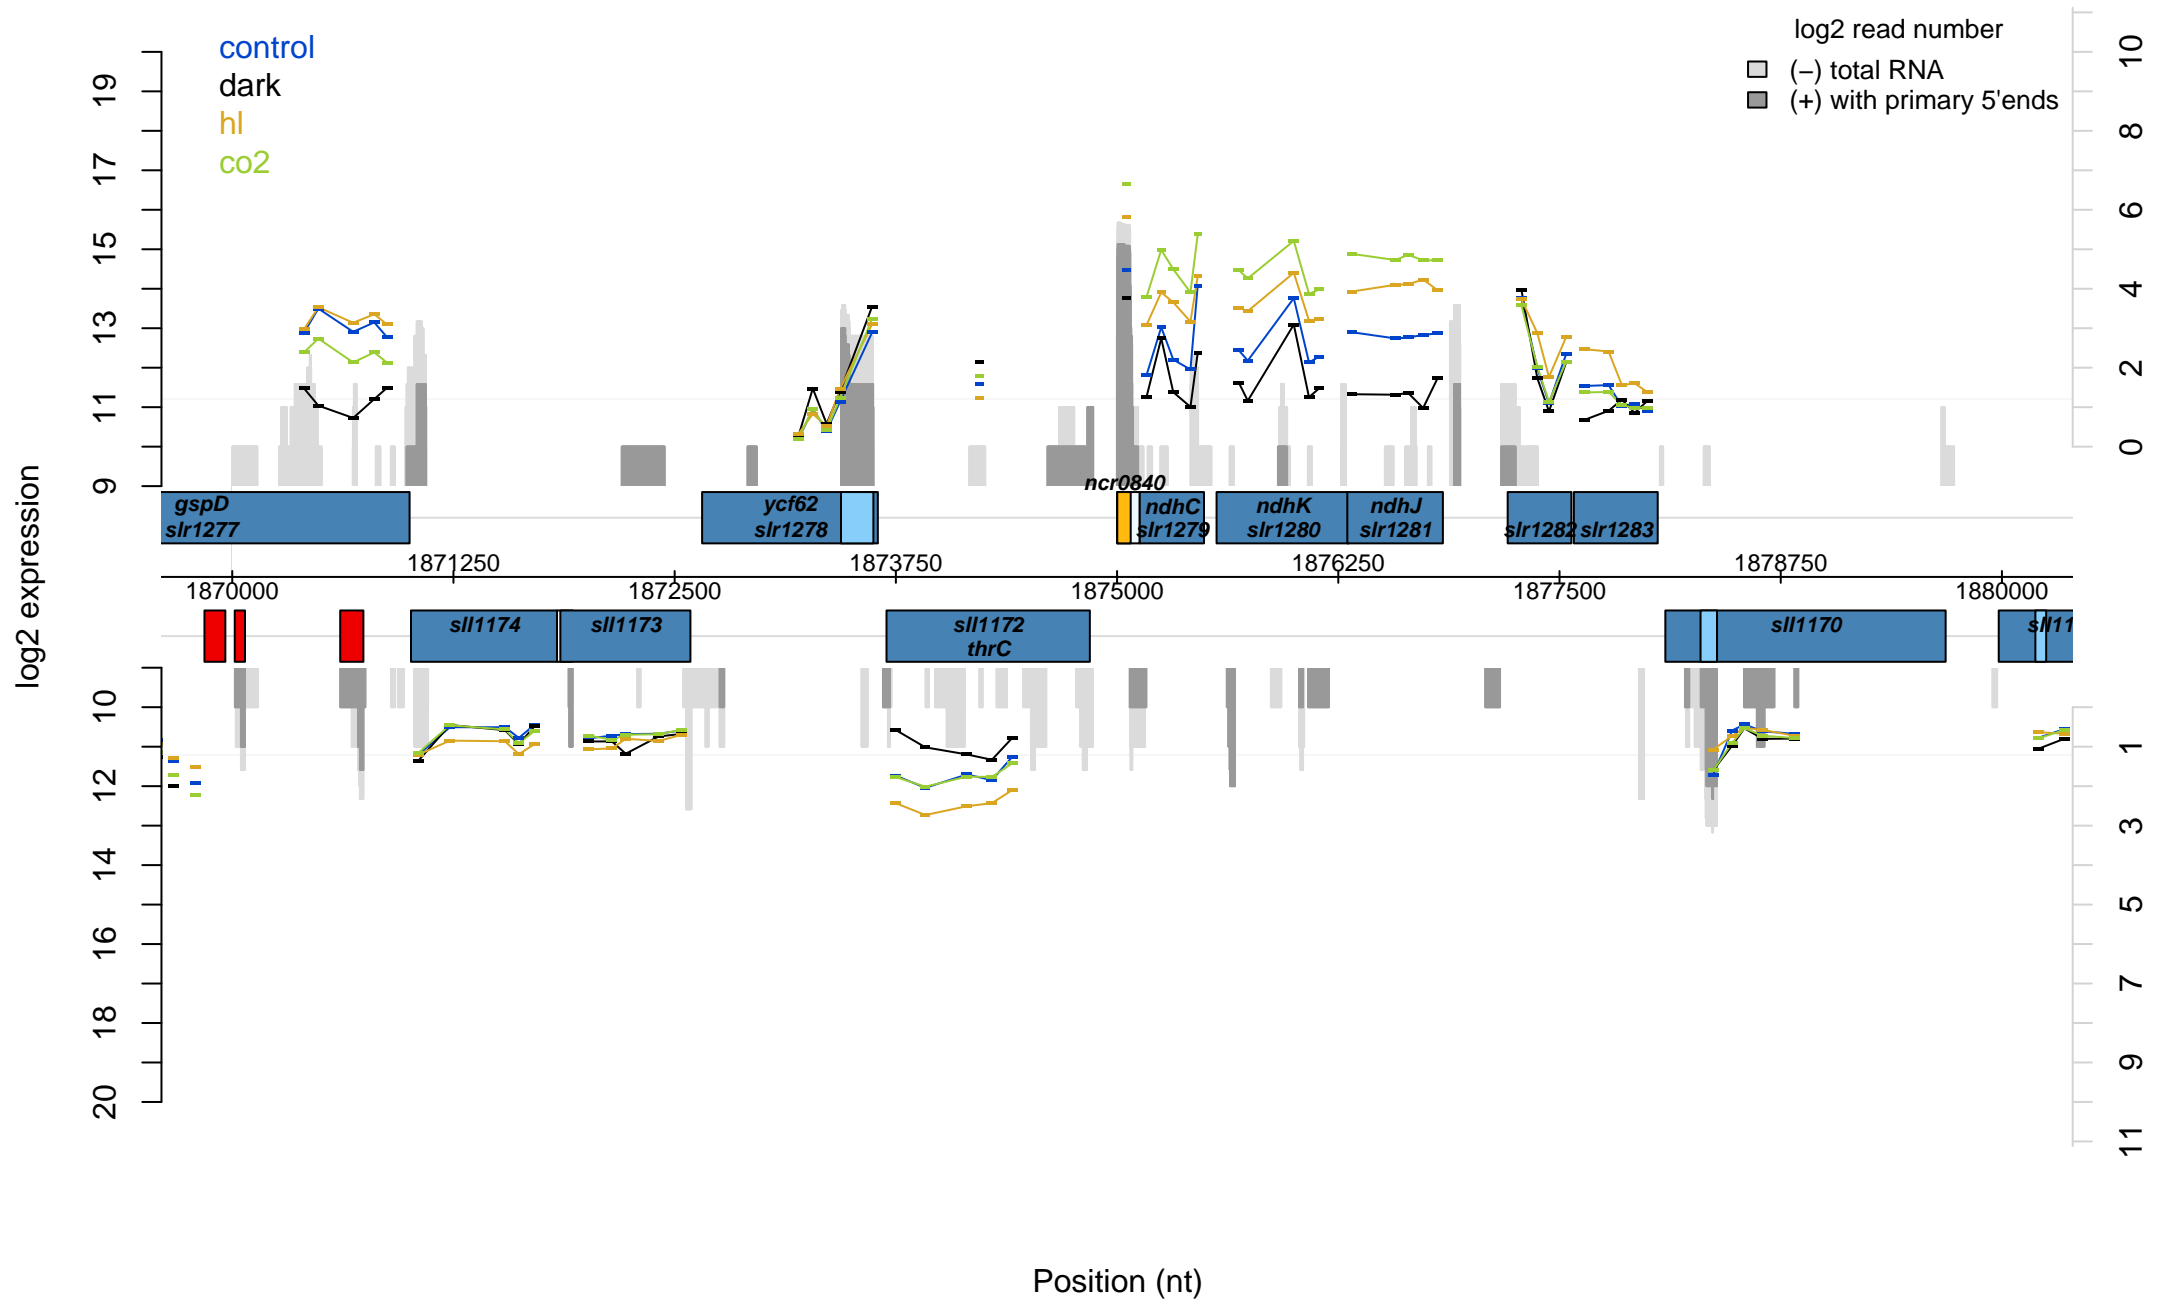 control
dark
hl
co2
log2 read number
(−) total RNA
(+) with primary 5'ends
19
17
15
13
11
9
10
8
6
4
2
0
log2 expression
ncr0840
gspD
slr1277
ycf62
slr1278
ndhC
slr1279
ndhK
slr1280
ndhJ
slr1281
slr1282
slr1283
1871250
1873750
1876250
1878750
1870000
1872500
1875000
1877500
1880000
sll1174
sll1173
sll1172
thrC
sll1170
sll11
10
12
14
16
18
20
1
3
5
7
9
11
Position (nt)